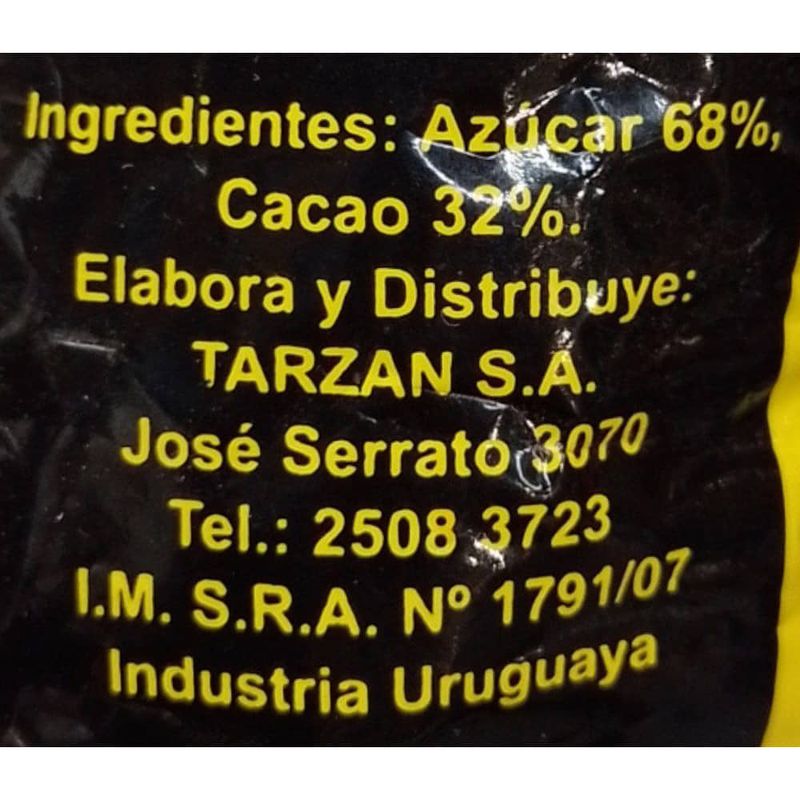 Ingredientes: Azúcar 68%,
Cacao 32%.
Elabora y Distribuye:
TARZAN S.A.
José Serrato 3070
Tel.: 2508 3723
I.M. S.R.A. Nº 1791/07
Industria Uruguaya